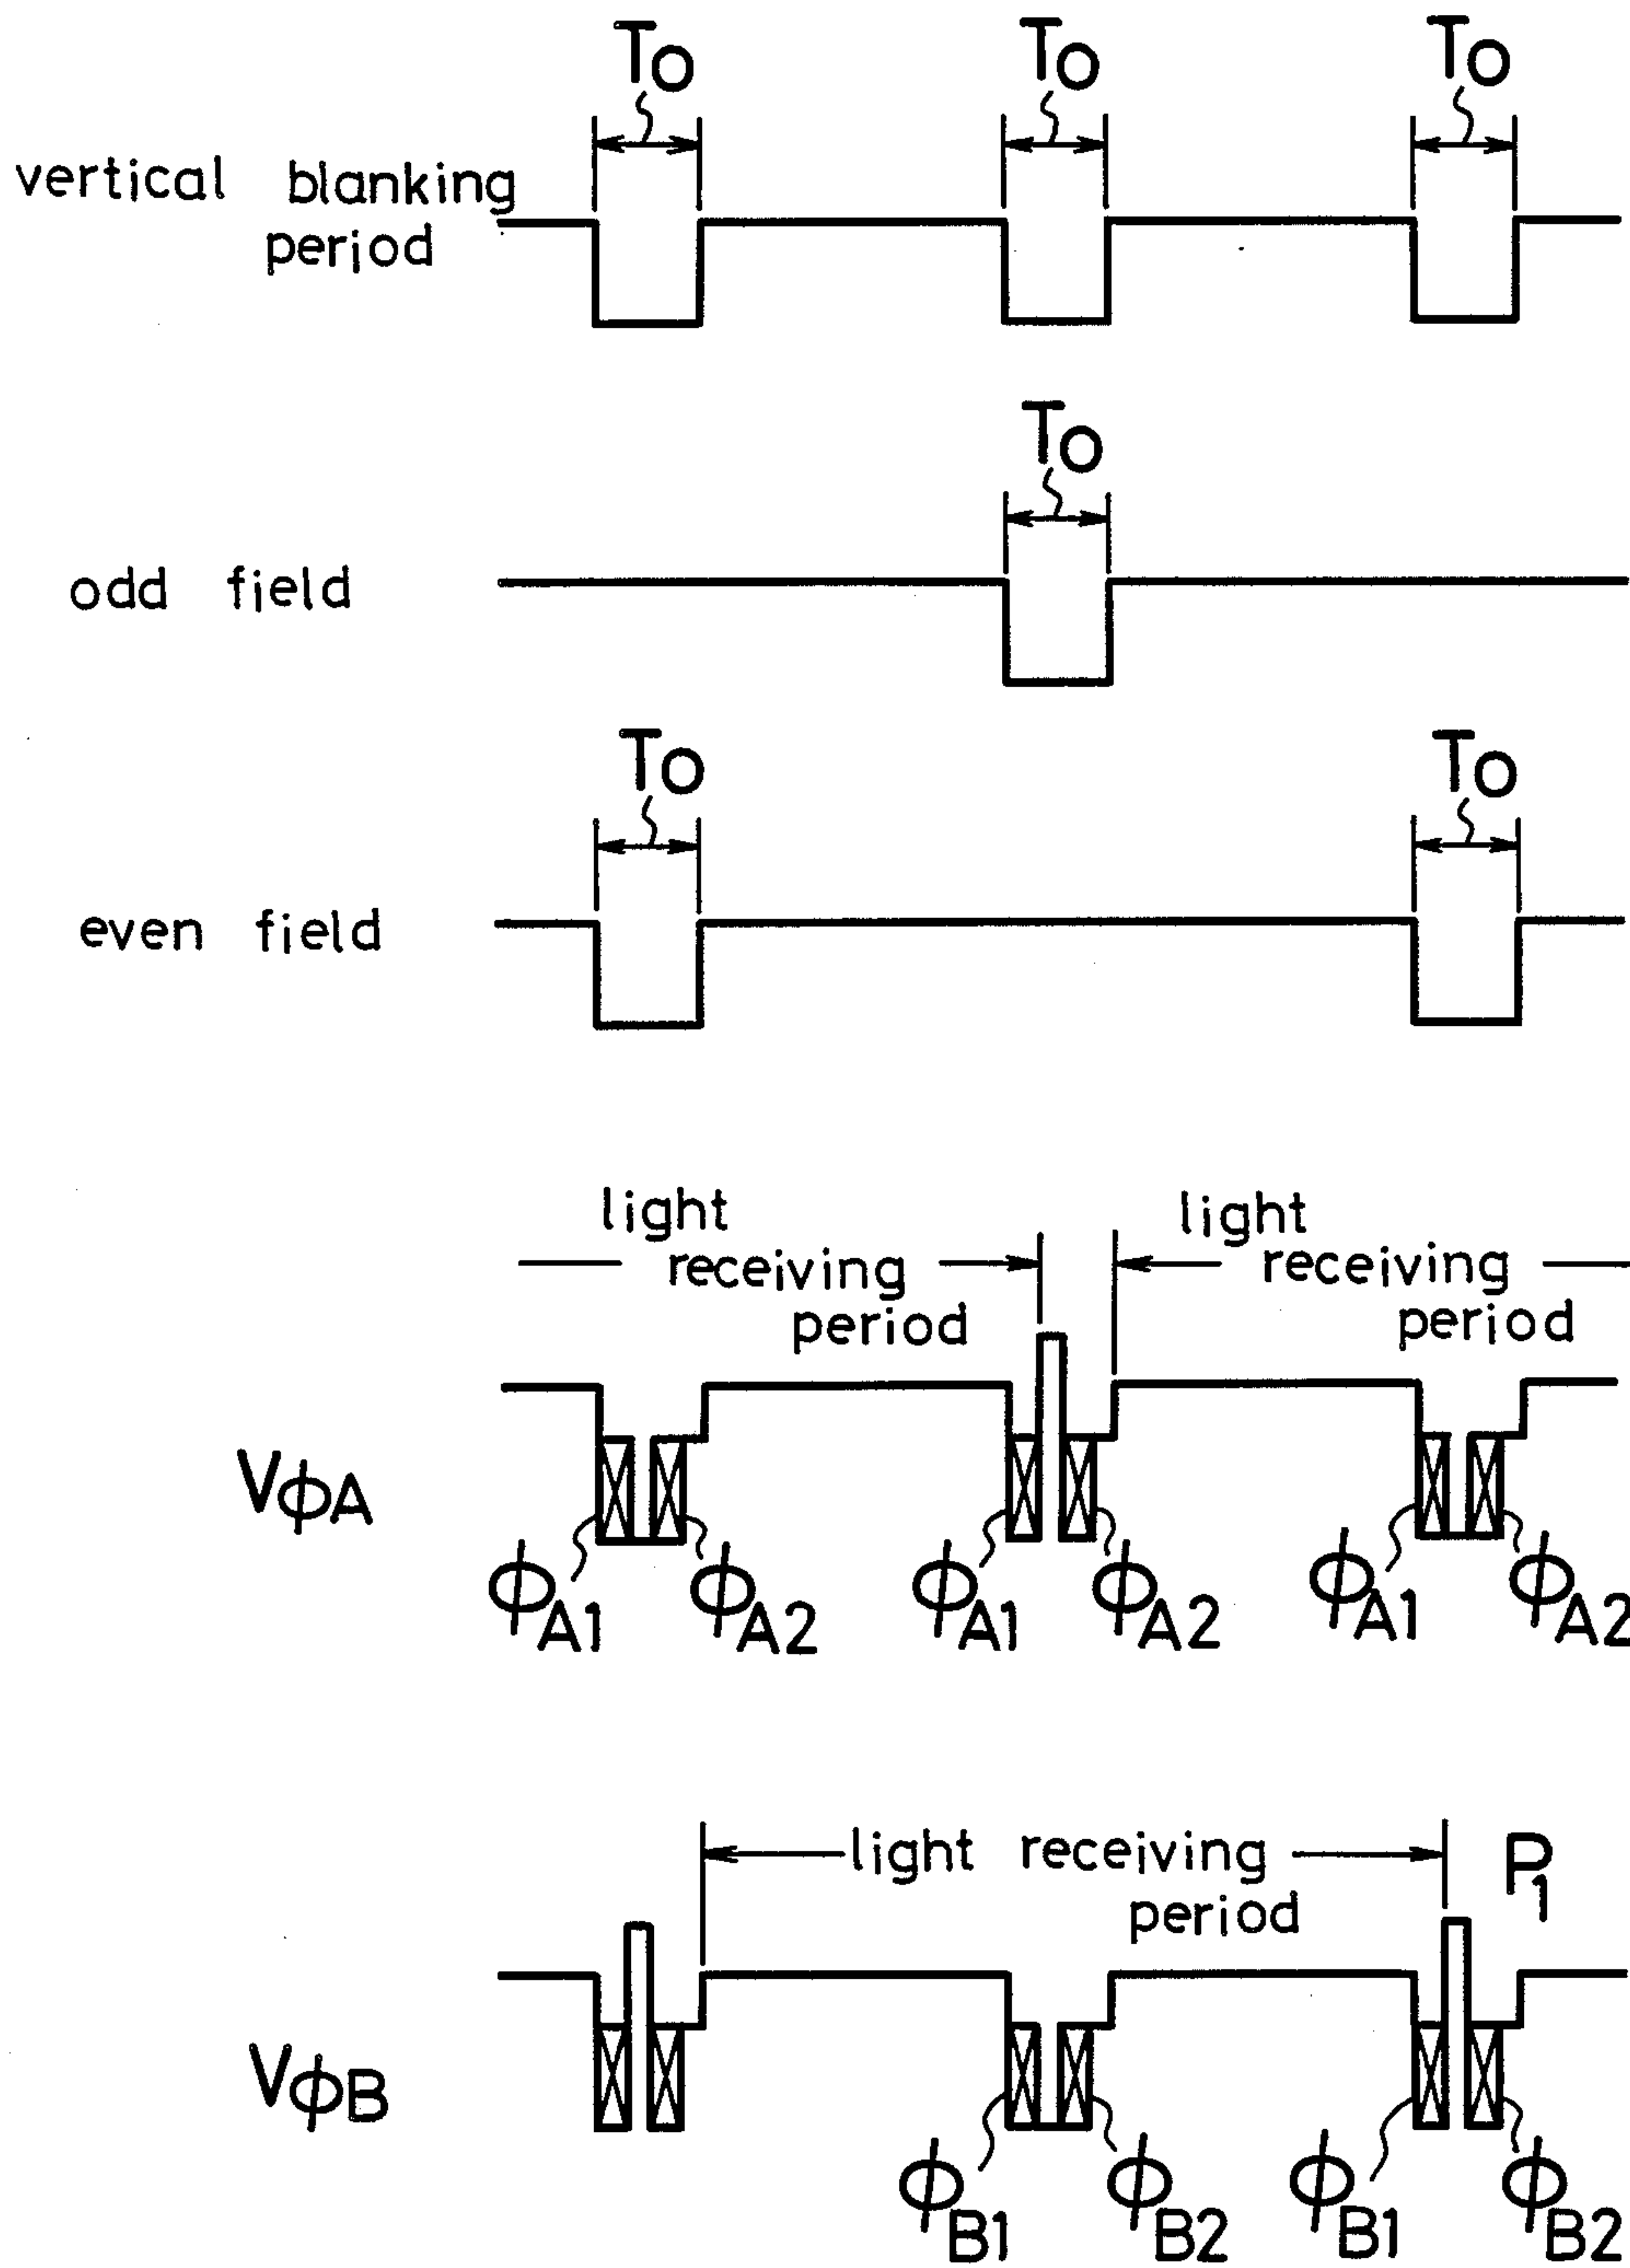 To To To
vertical blanking
period
To
odd field
To To
even field
light light
receiving receiving
period period
VϕA
ϕA1 ϕA2 ϕA1 ϕA2 ϕA1 ϕA2
light receiving
period
P1
VϕB
ϕB1 ϕB2 ϕB1 ϕB2